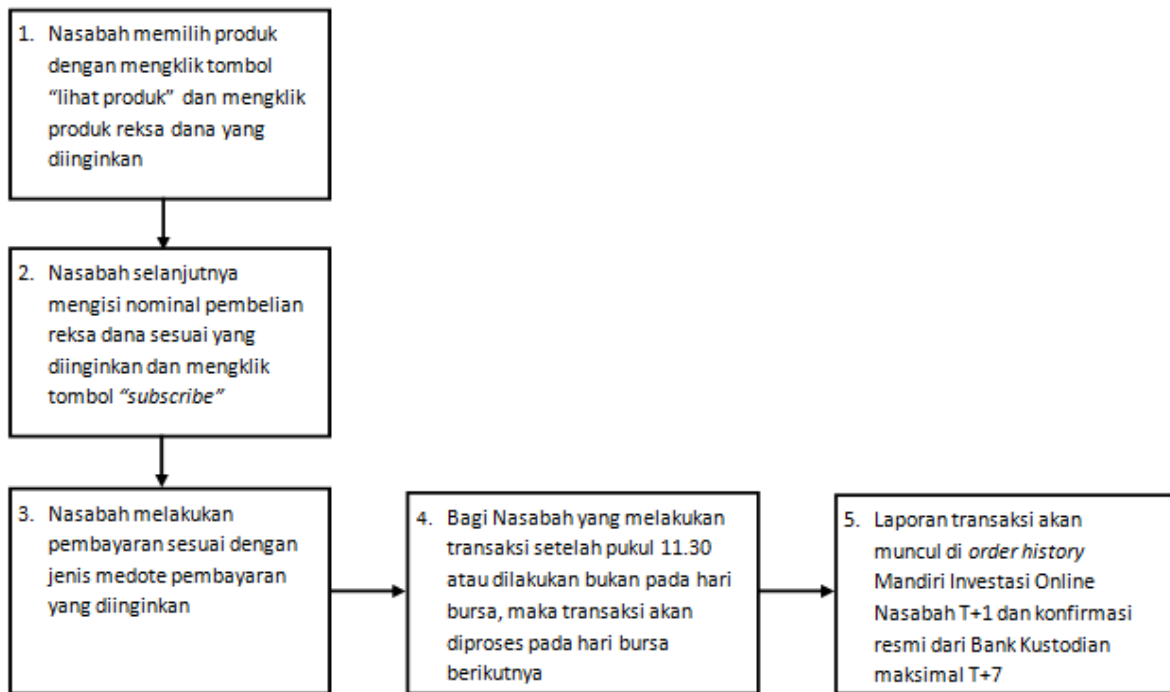 1. Nasabah memilih produk
dengan mengklik tombol
“lihat produk” dan mengklik
produk reksa dana yang
diinginkan
2. Nasabah selanjutnya
mengisi nominal pembelian
reksa dana sesuai yang
diinginkan dan mengklik
tombol “subscribe”
3. Nasabah melakukan
pembayaran sesuai dengan
jenis medote pembayaran
yang diinginkan
4. Bagi Nasabah yang melakukan
transaksi setelah pukul 11.30
atau dilakukan bukan pada hari
bursa, maka transaksi akan
diproses pada hari bursa
berikutnya
5. Laporan transaksi akan
muncul di order history
Mandiri Investasi Online
Nasabah T+1 dan konfirmasi
resmi dari Bank Kustodian
maksimal T+7